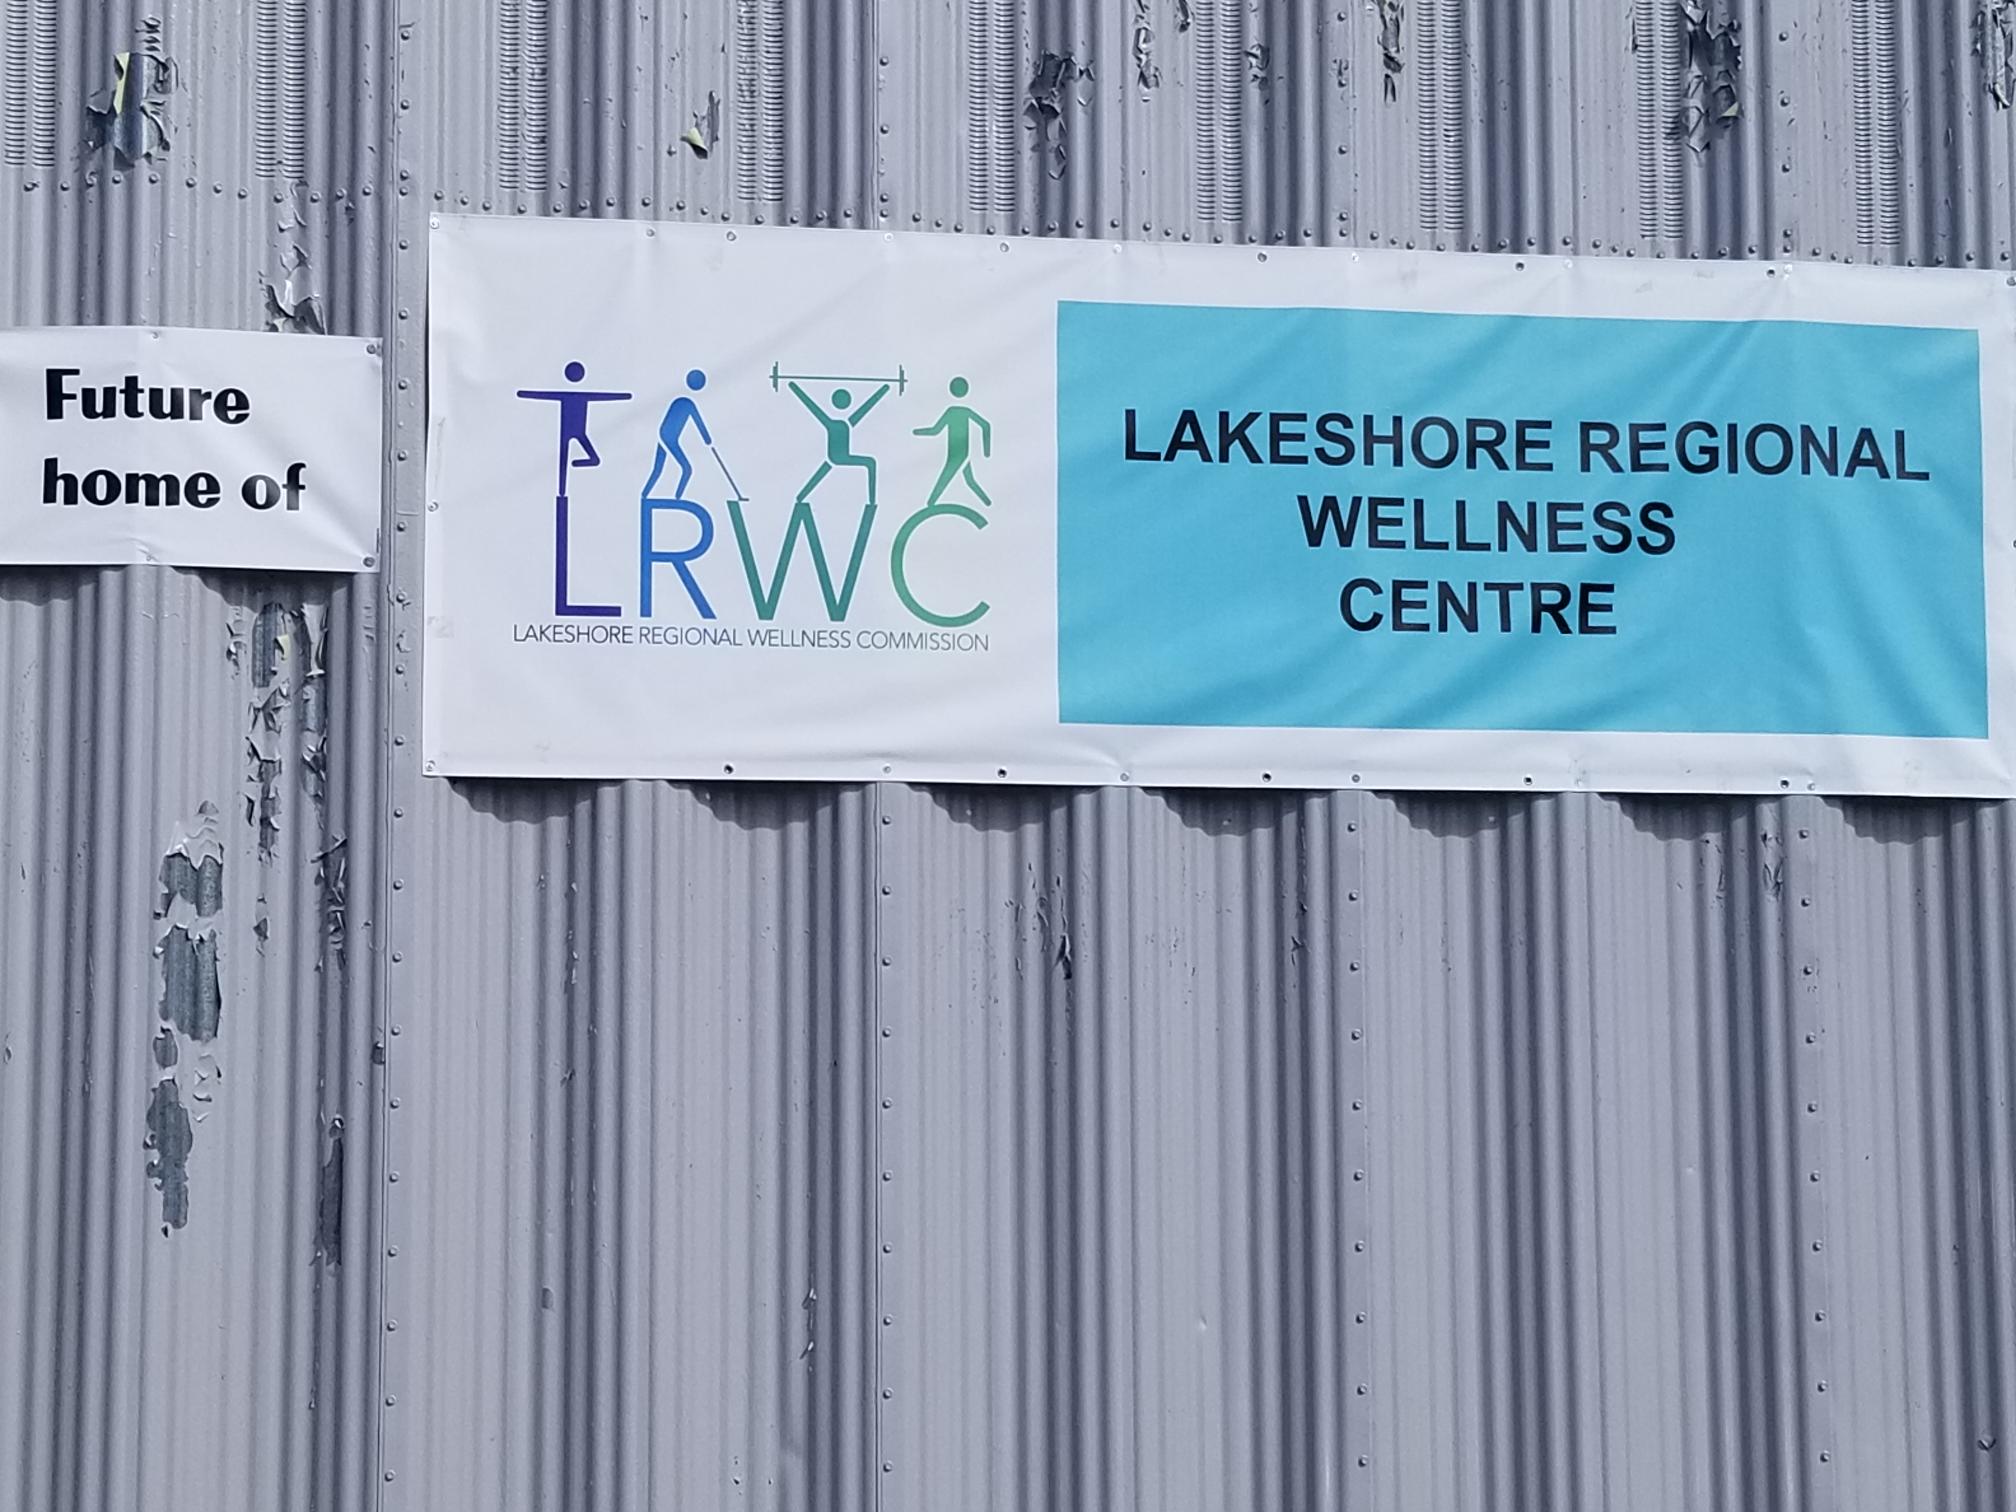 Future
home of
LRWC
LAKESHORE REGIONAL WELLNESS COMMISSION
LAKESHORE REGIONAL
WELLNESS
CENTRE